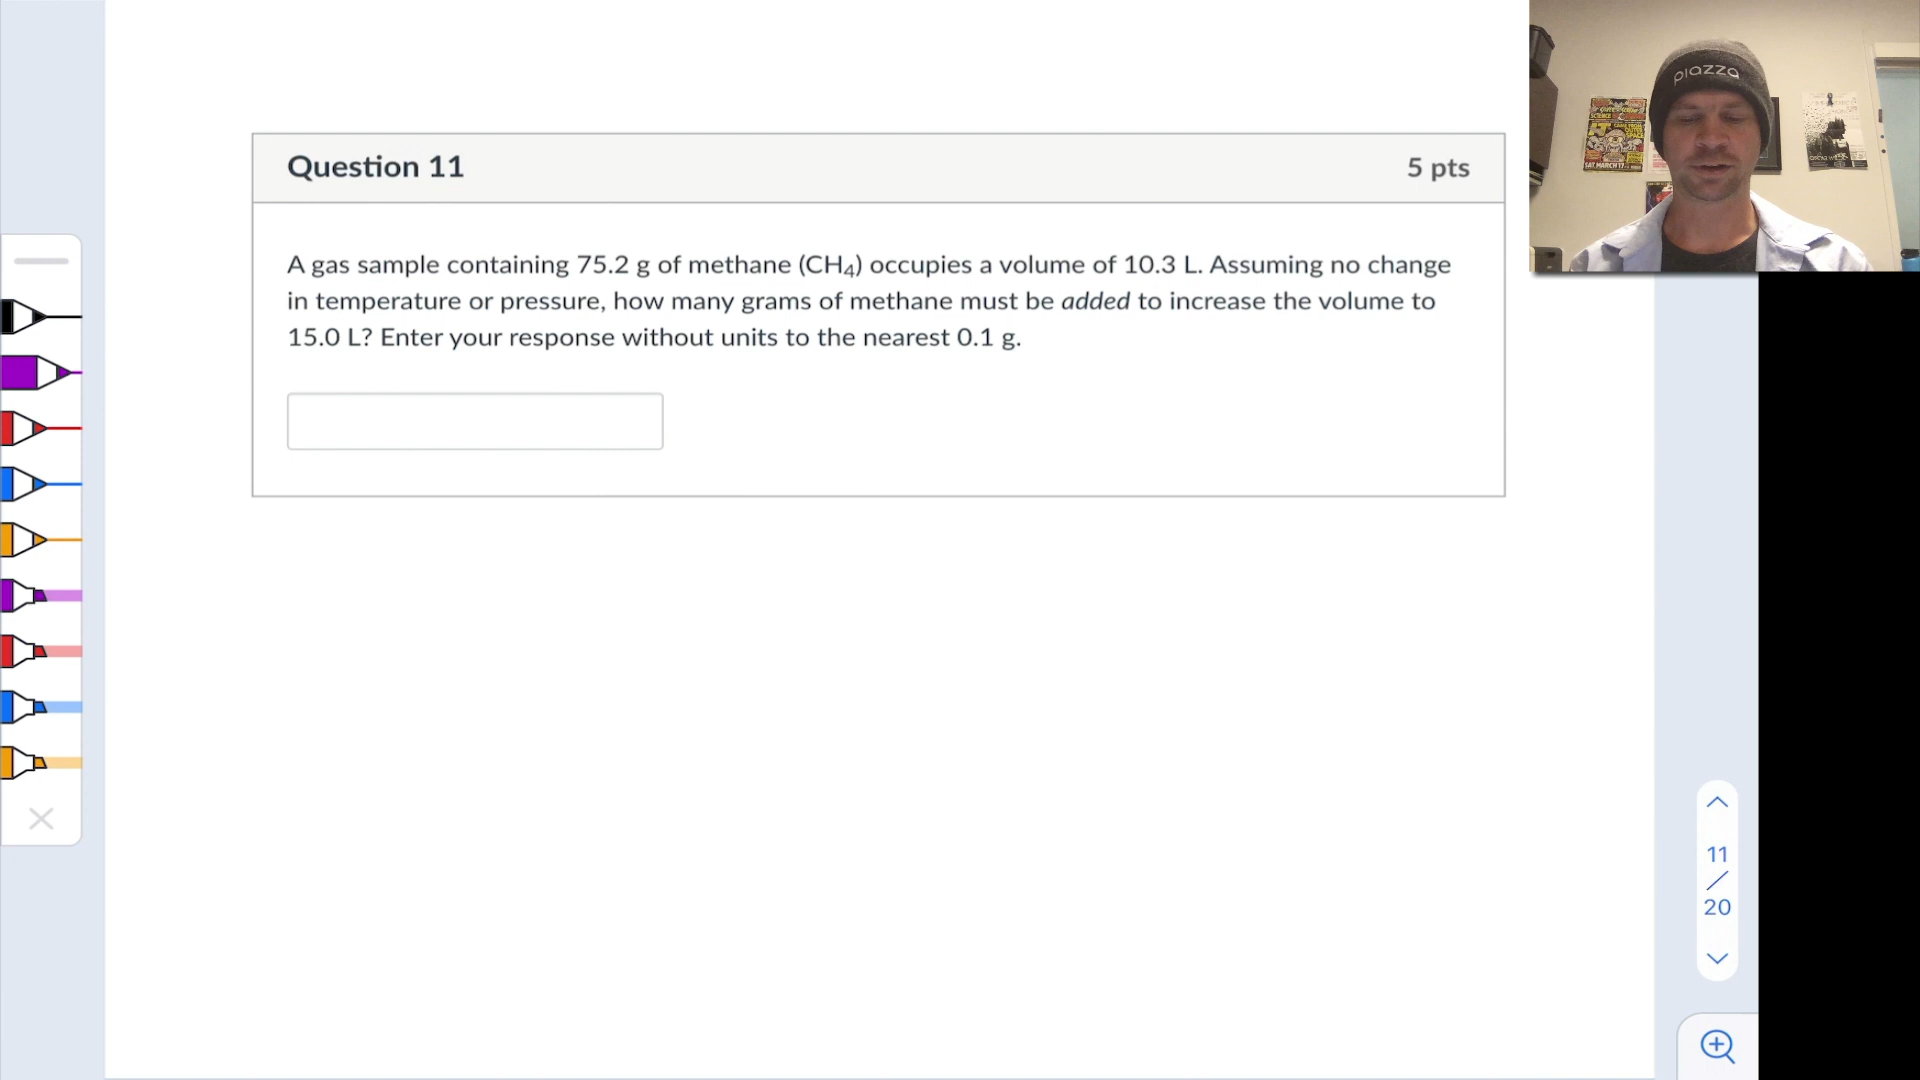 piazza
Question 11
5 pts
A gas sample containing 75.2 g of methane (CH₄) occupies a volume of 10.3 L. Assuming no change
in temperature or pressure, how many grams of methane must be added to increase the volume to
15.0 L? Enter your response without units to the nearest 0.1 g.
11
/
20